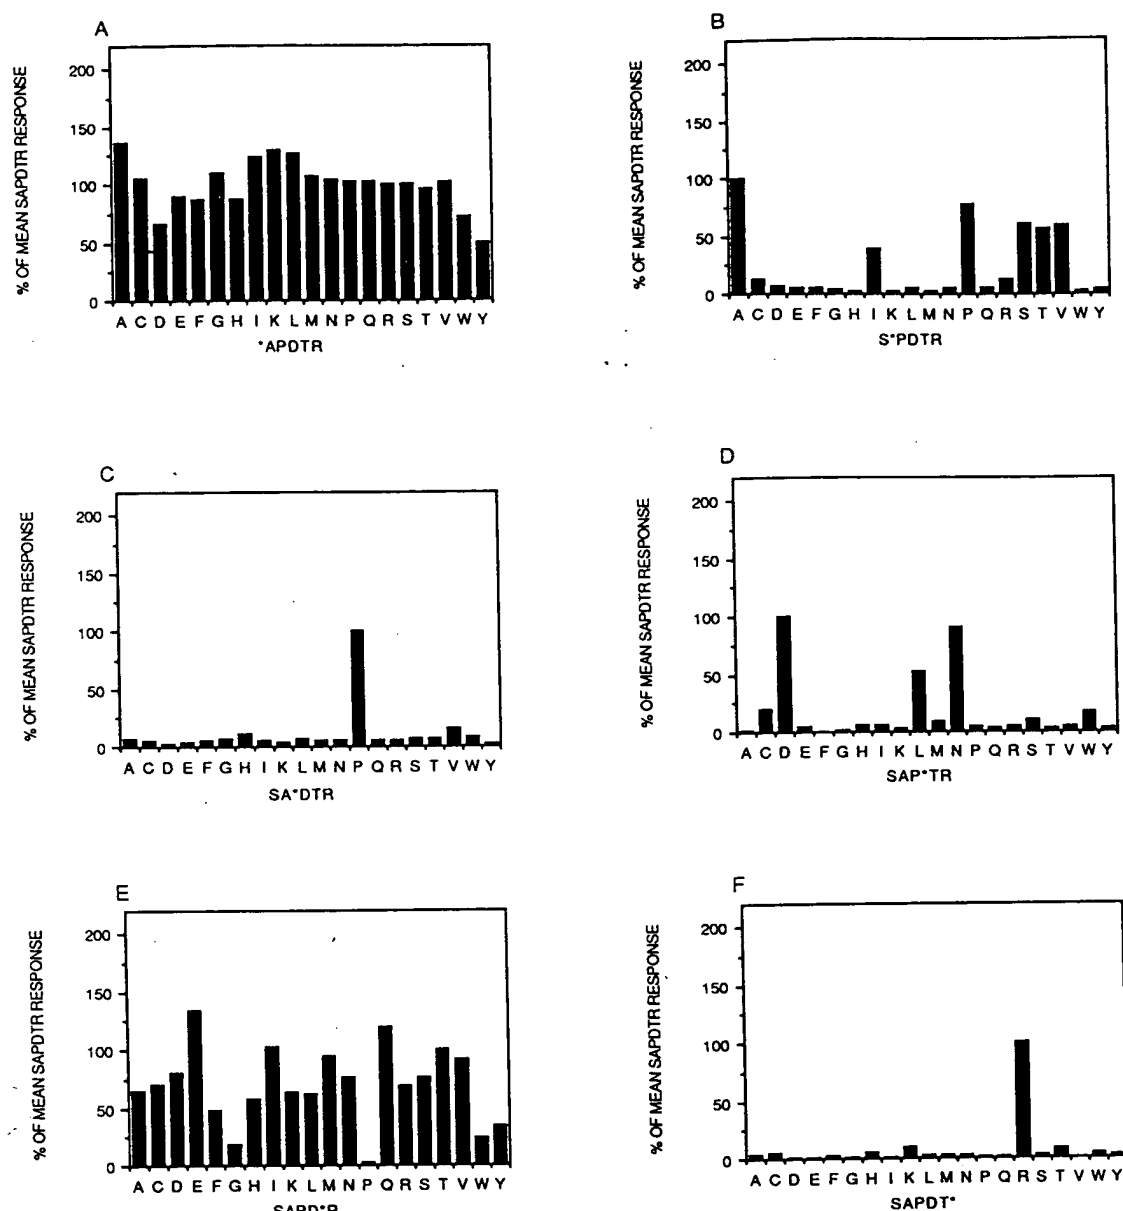 A
% OF MEAN SAPDTR RESPONSE
200
150
100
50
0
A C D E F G H I K L M N P Q R S T V W Y
*APDTR
B
% OF MEAN SAPDTR RESPONSE
200
150
100
50
0
A C D E F G H I K L M N P Q R S T V W Y
S*PDTR
C
% OF MEAN SAPDTR RESPONSE
200
150
100
50
0
A C D E F G H I K L M N P Q R S T V W Y
SA*DTR
D
% OF MEAN SAPDTR RESPONSE
200
150
100
50
0
A C D E F G H I K L M N P Q R S T V W Y
SAP*TR
E
% OF MEAN SAPDTR RESPONSE
200
150
100
50
0
A C D E F G H I K L M N P Q R S T V W Y
SAPD*R
F
% OF MEAN SAPDTR RESPONSE
200
150
100
50
0
A C D E F G H I K L M N P Q R S T V W Y
SAPDT*